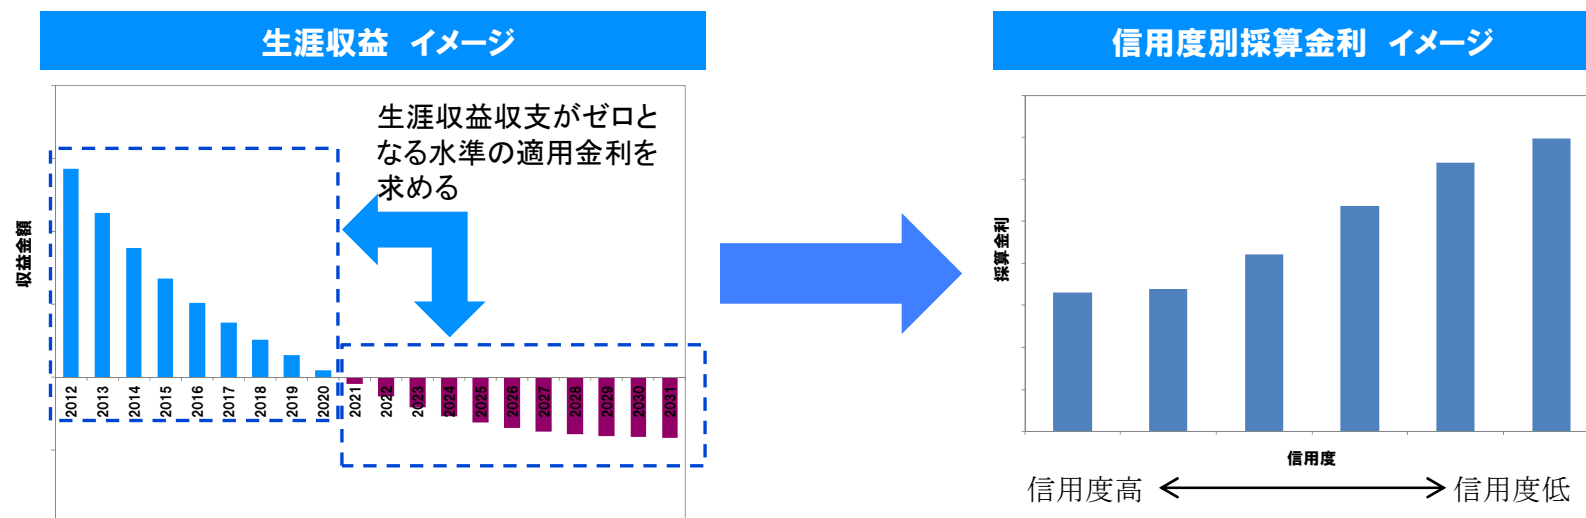 生涯収益 イメージ
生涯収益収支がゼロと
なる水準の適用金利を
求める
収益金額
2012
2013
2014
2015
2016
2017
2018
2019
2020
2021
2022
2023
2024
2025
2026
2027
2028
2029
2030
2031
信用度別採算金利 イメージ
採算金利
信用度
信用度高
信用度低